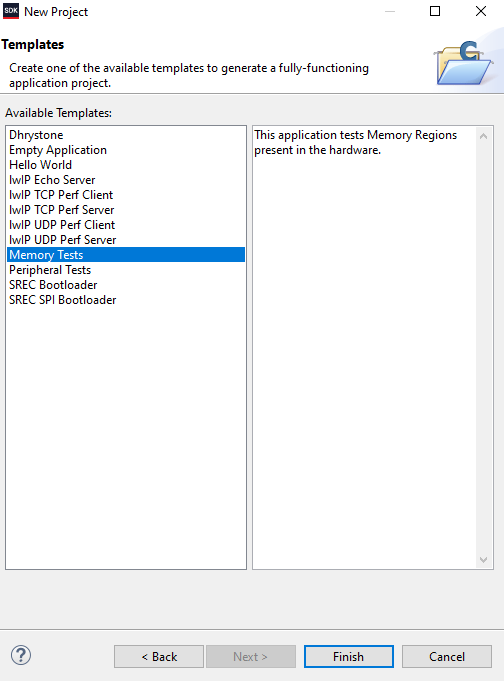 SDK New Project
Templates
Create one of the available templates to generate a fully-functioning
application project.
Available Templates:
Dhrystone
Empty Application
Hello World
lwIP Echo Server
lwIP TCP Perf Client
lwIP TCP Perf Server
lwIP UDP Perf Client
lwIP UDP Perf Server
Memory Tests
Peripheral Tests
SREC Bootloader
SREC SPI Bootloader
This application tests Memory Regions
present in the hardware.
< Back
Next >
Finish
Cancel